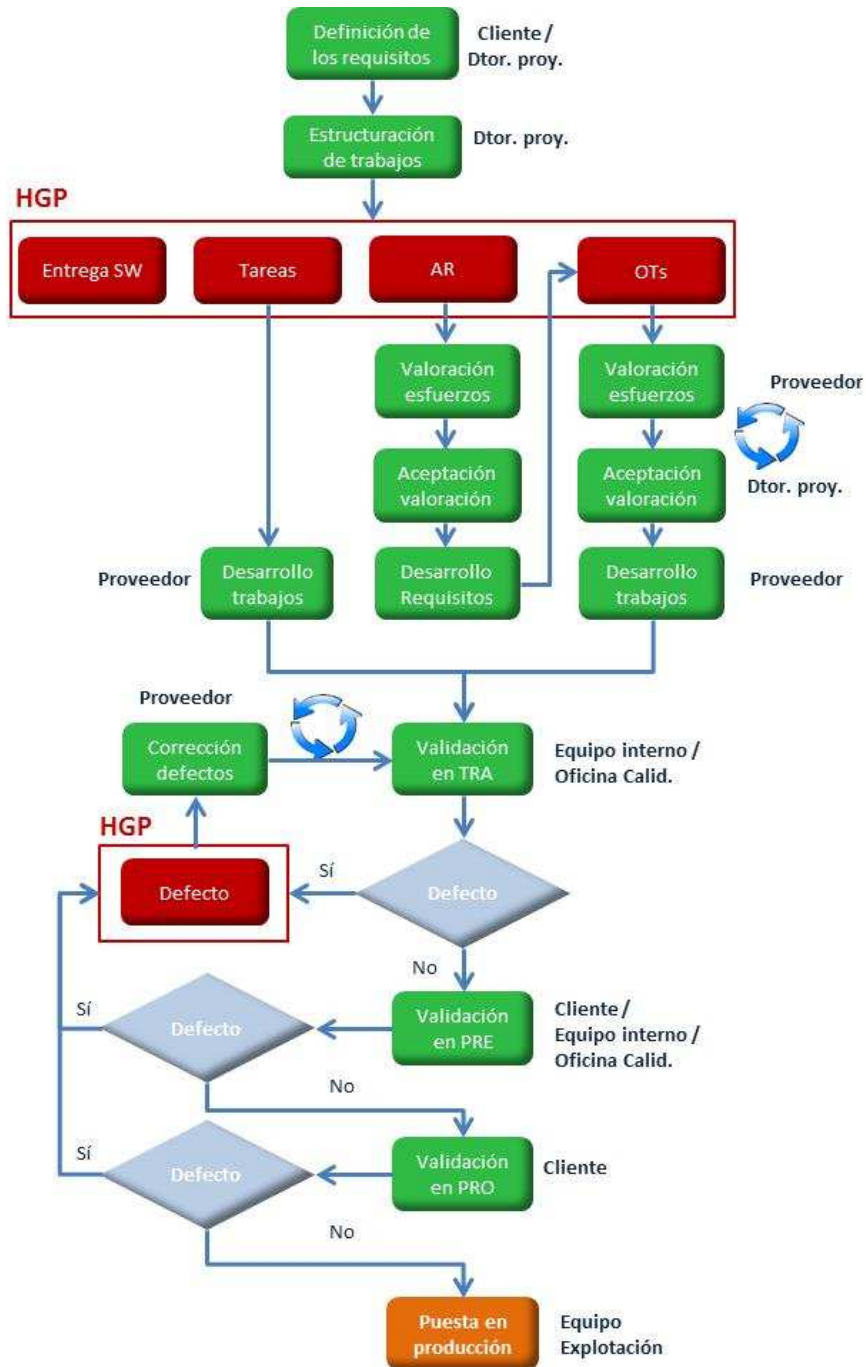 Definición de
los requisitos
Cliente /
Dtor. proy.
Estructuración
de trabajos
Dtor. proy.
HGP
Entrega SW
Tareas
AR
OTs
Valoración
esfuerzos
Valoración
esfuerzos
Proveedor
Aceptación
valoración
Aceptación
valoración
Dtor. proy.
Proveedor
Desarrollo
trabajos
Desarrollo
Requisitos
Desarrollo
trabajos
Proveedor
Proveedor
Corrección
defectos
Validación
en TRA
Equipo interno /
Oficina Calid.
HGP
Defecto
Sí
Defecto
No
Sí
Defecto
Validación
en PRE
Cliente /
Equipo interno /
Oficina Calid.
No
Sí
Defecto
Validación
en PRO
Cliente
No
Puesta en
producción
Equipo
Explotación